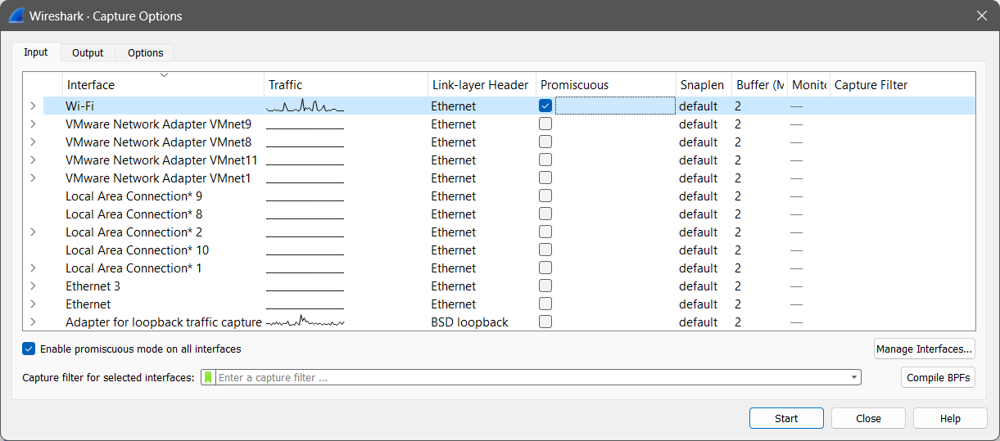 Wireshark · Capture Options
Input Output Options
Interface Traffic Link-layer Header Promiscuous Snaplen Buffer (M Monito Capture Filter
Wi-Fi Ethernet default 2 —
VMware Network Adapter VMnet9 Ethernet default 2 —
VMware Network Adapter VMnet8 Ethernet default 2 —
VMware Network Adapter VMnet11 Ethernet default 2 —
VMware Network Adapter VMnet1 Ethernet default 2 —
Local Area Connection* 9 Ethernet default 2 —
Local Area Connection* 8 Ethernet default 2 —
Local Area Connection* 2 Ethernet default 2 —
Local Area Connection* 10 Ethernet default 2 —
Local Area Connection* 1 Ethernet default 2 —
Ethernet 3 Ethernet default 2 —
Ethernet Ethernet default 2 —
Adapter for loopback traffic capture BSD loopback default 2 —
Enable promiscuous mode on all interfaces Manage Interfaces...
Capture filter for selected interfaces: Enter a capture filter ... Compile BPFs
Start Close Help